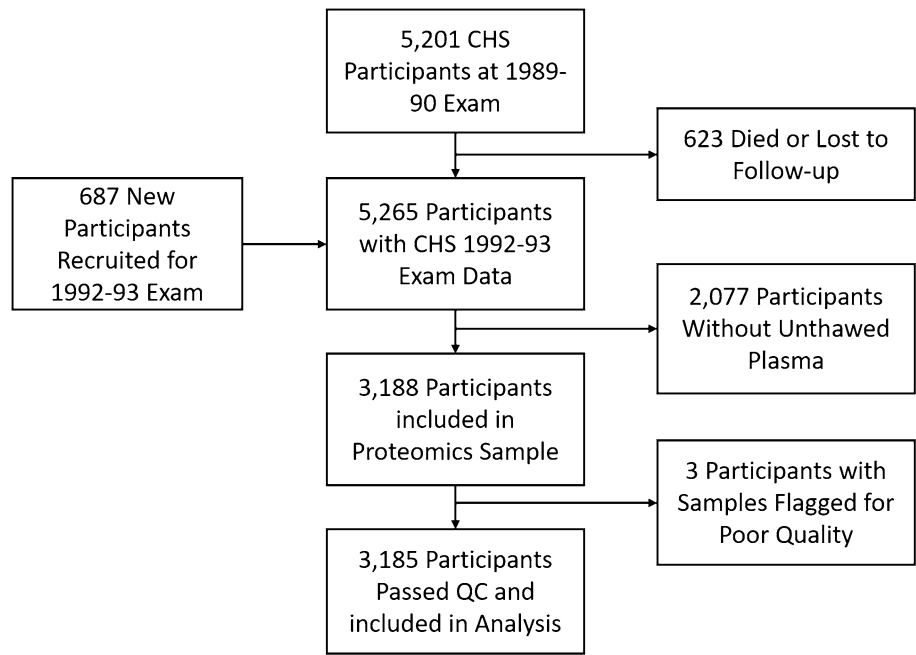 5,201 CHS
Participants at 1989-
90 Exam
623 Died or Lost to
Follow-up
687 New
Participants
Recruited for
1992-93 Exam
5,265 Participants
with CHS 1992-93
Exam Data
2,077 Participants
Without Unthawed
Plasma
3,188 Participants
included in
Proteomics Sample
3 Participants with
Samples Flagged for
Poor Quality
3,185 Participants
Passed QC and
included in Analysis